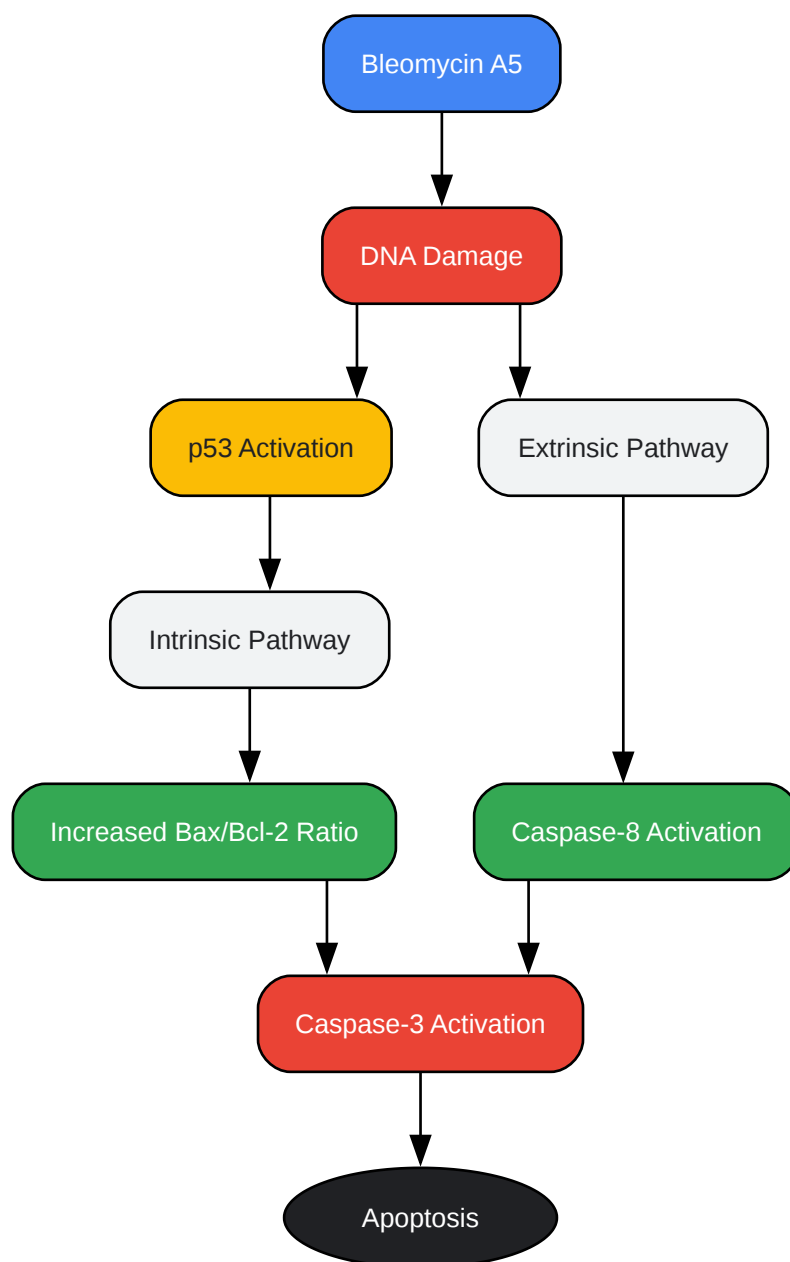 Bleomycin A5
DNA Damage
p53 Activation
Extrinsic Pathway
Intrinsic Pathway
Increased Bax/Bcl-2 Ratio
Caspase-8 Activation
Caspase-3 Activation
Apoptosis